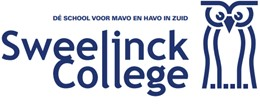 DÉ SCHOOL VOOR MAVO EN HAVO IN ZUID
Sweelinck
College